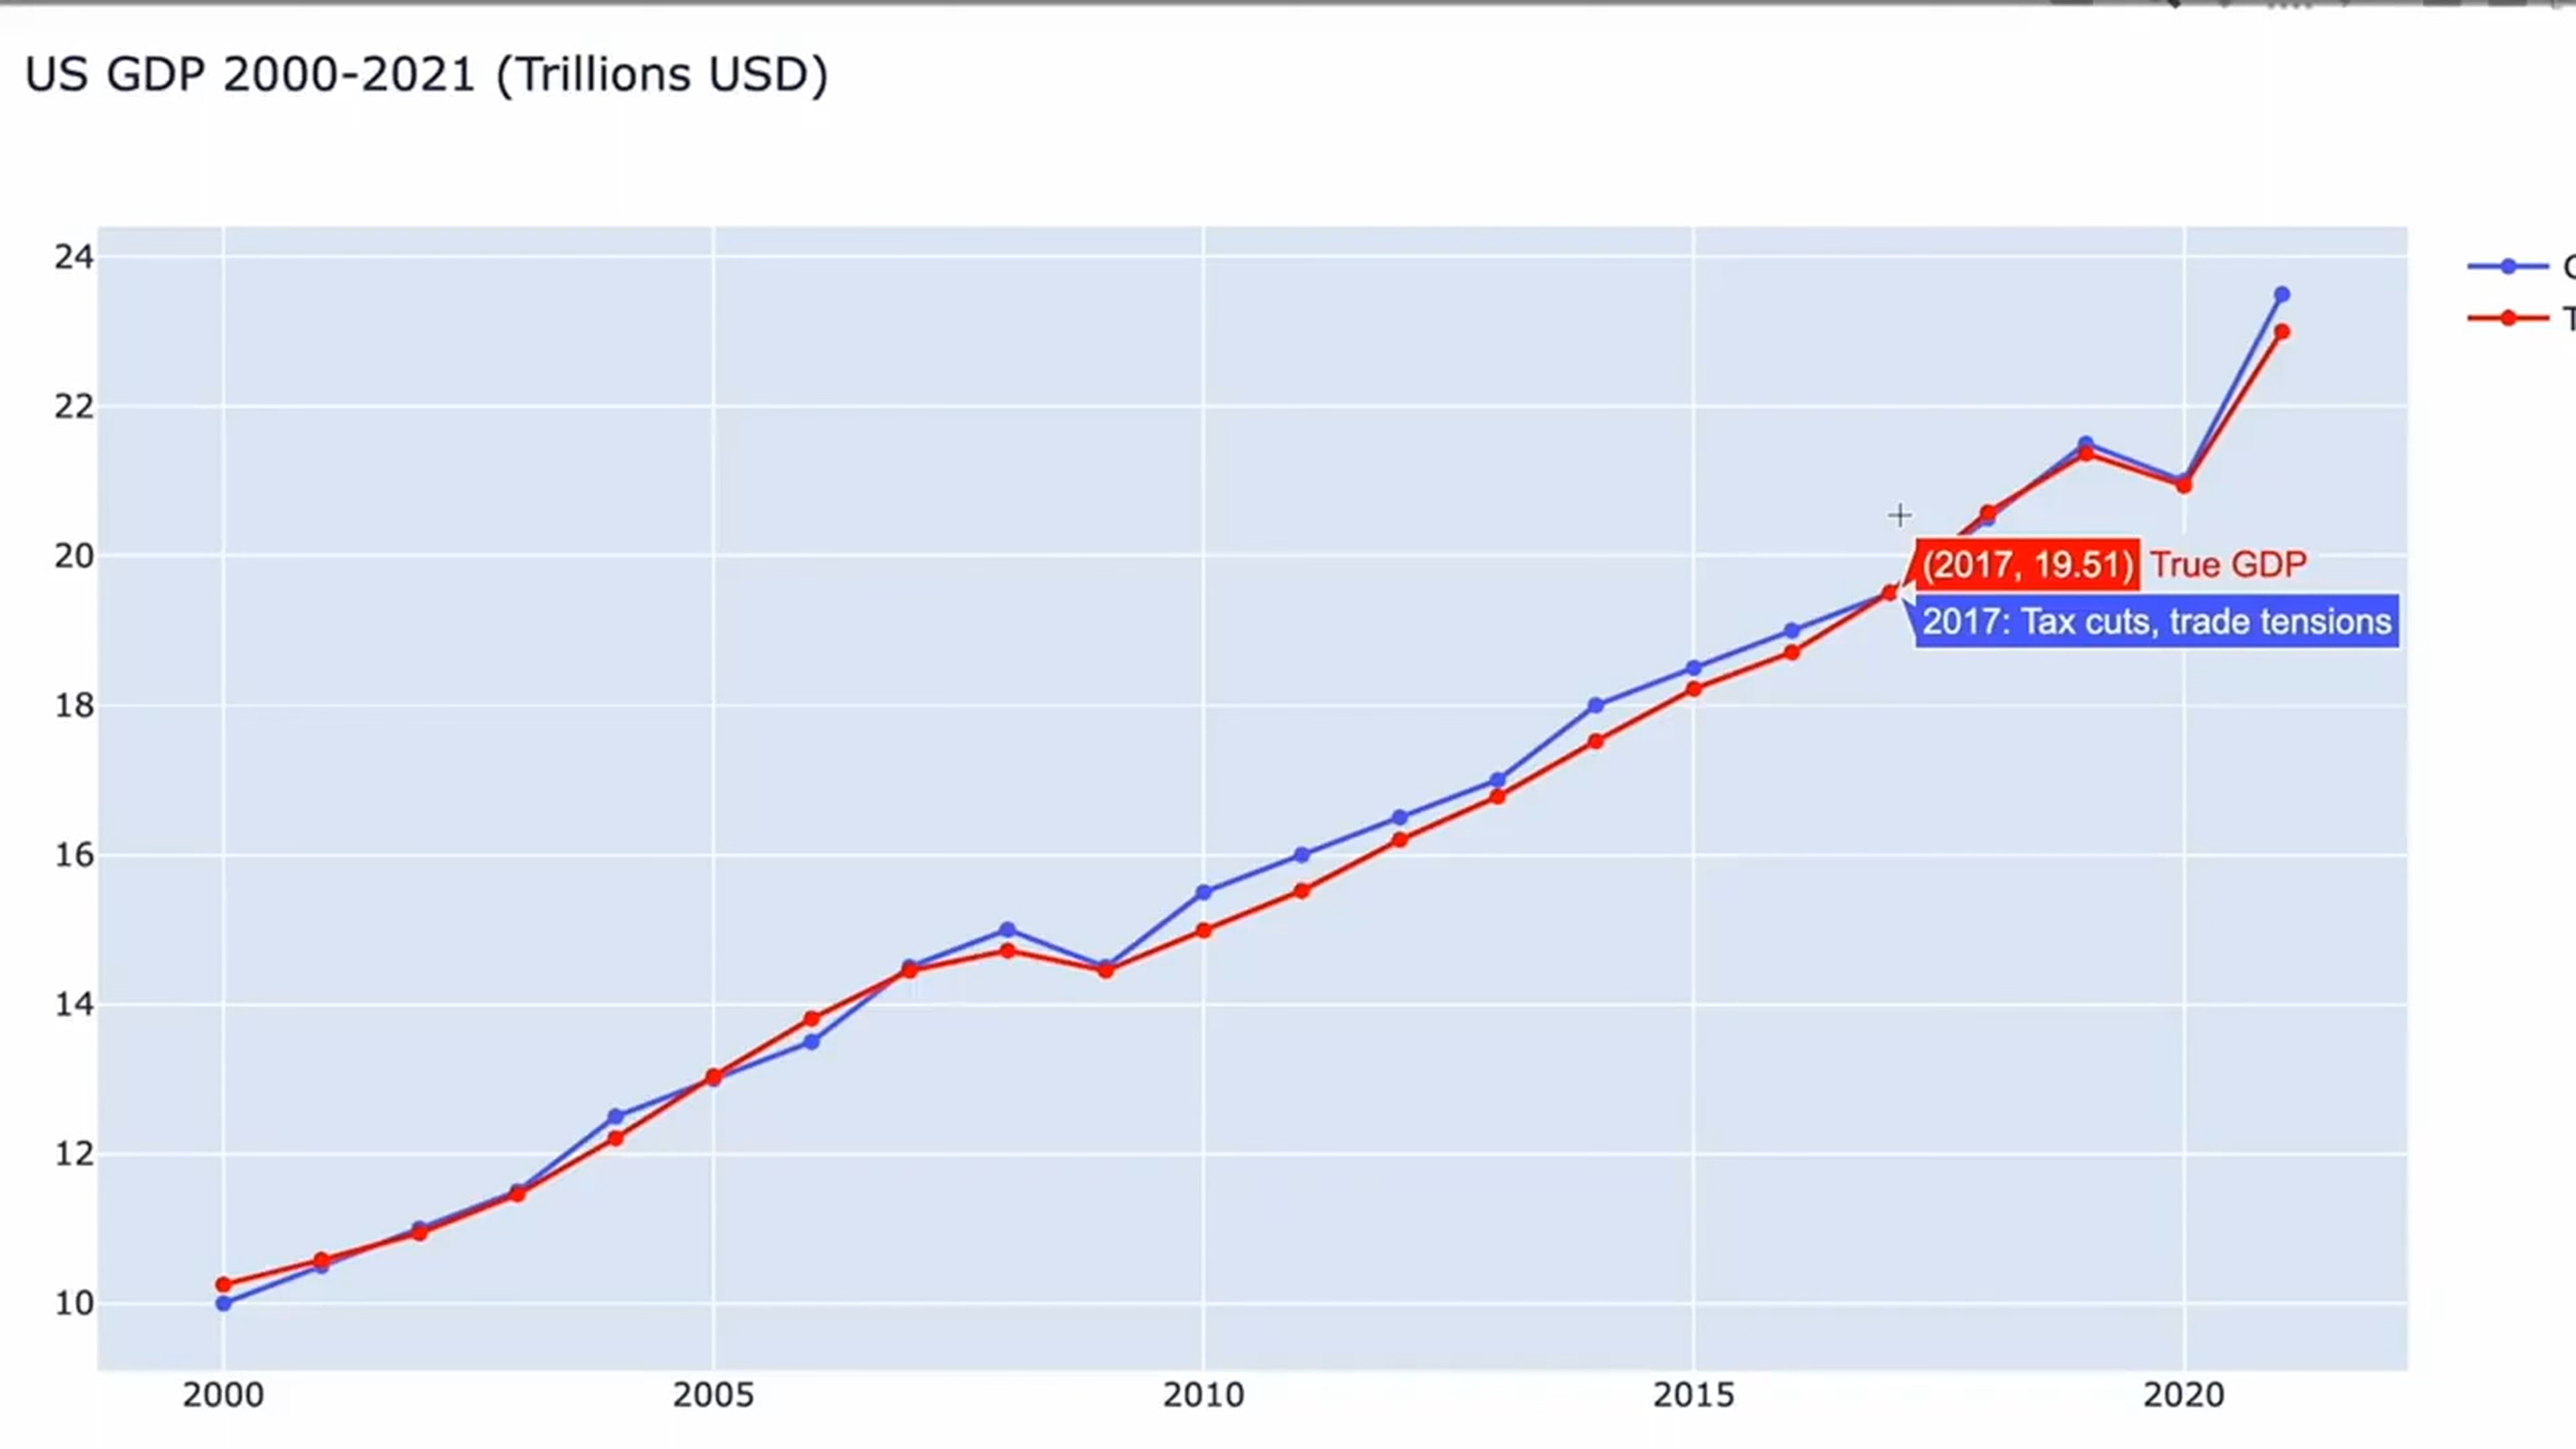 US GDP 2000-2021 (Trillions USD)
24
22
20
18
16
14
12
10
(2017, 19.51) True GDP
2017: Tax cuts, trade tensions
2000 2005 2010 2015 2020